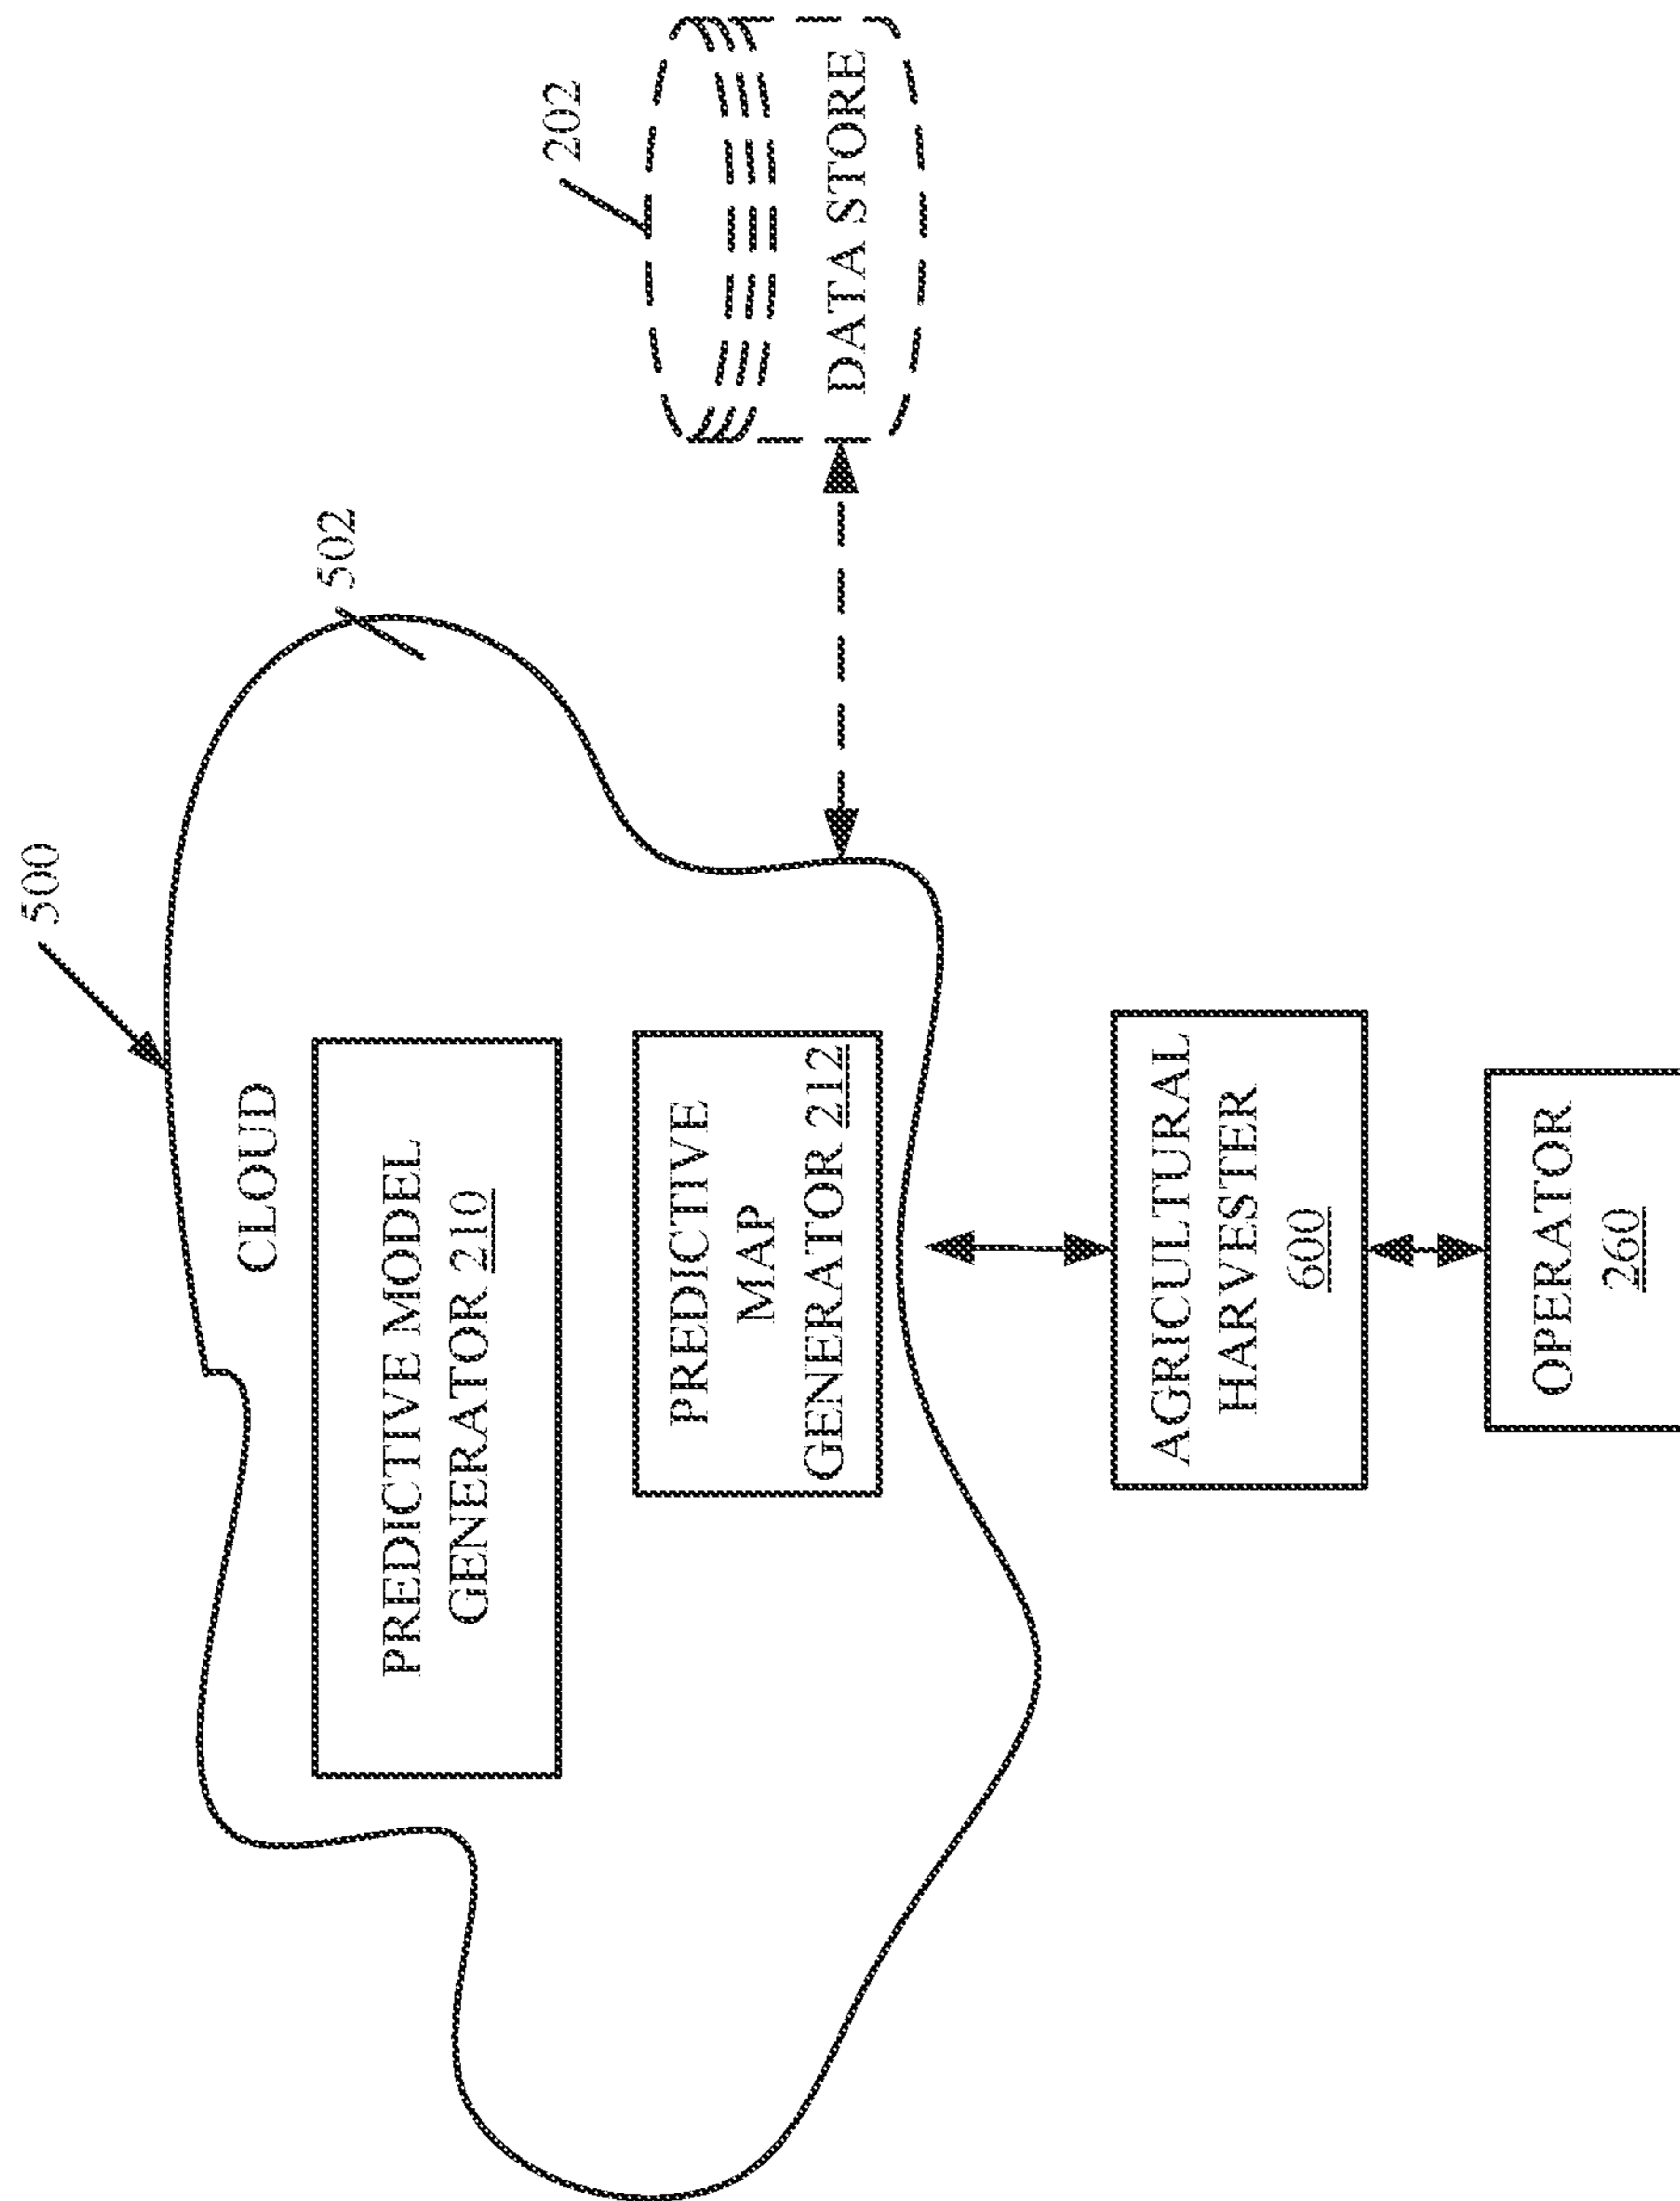 500
CLOUD
502
PREDICTIVE MODEL
GENERATOR 210
202
PREDICTIVE
MAP
GENERATOR 212
DATA STORE
AGRICULTURAL
HARVESTER
600
OPERATOR
260